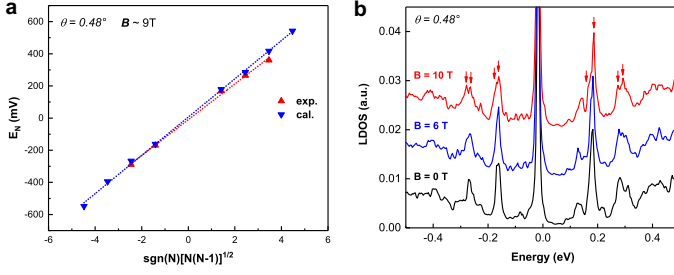 a
θ = 0.48° B ~ 9T
600
400
200
0
-200
-400
-600
E_N (mV)
exp.
cal.
-6 -4 -2 0 2 4 6
sgn(N)[N(N-1)]^1/2
b
θ = 0.48°
0.04
0.03
0.02
0.01
0.00
LDOS (a.u.)
B = 10 T
B = 6 T
B = 0 T
-0.4 -0.2 0.0 0.2 0.4
Energy (eV)